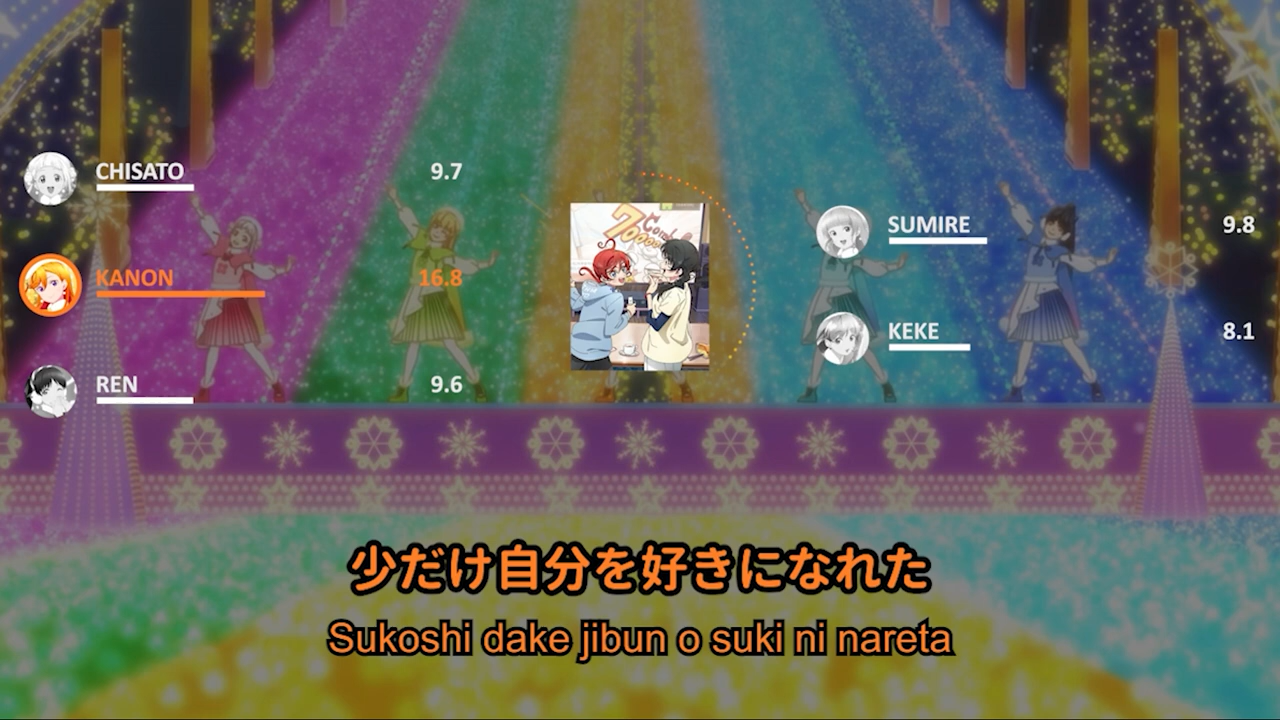 CHISATO 9.7
KANON 16.8
REN 9.6
SUMIRE 9.8
KEKE 8.1
少だけ自分を好きになれた
Sukoshi dake jibun o suki ni nareta